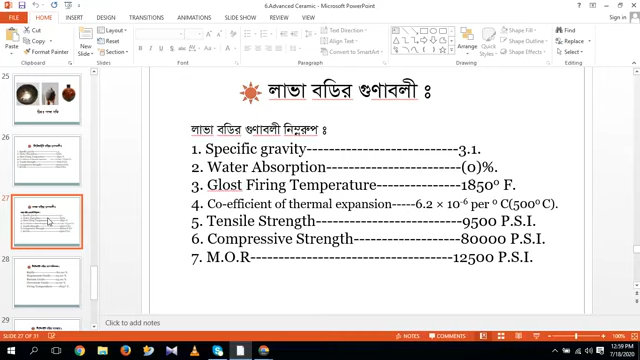 6.Advanced Ceramic - Microsoft PowerPoint
FILE HOME INSERT DESIGN TRANSITIONS ANIMATIONS SLIDE SHOW REVIEW VIEW Sign in
Cut
Copy
Format Painter
Paste
Clipboard
New Slide
Layout
Reset
Section
Slides
Font
Text Direction
Align Text
Convert to SmartArt
Paragraph
Arrange
Quick
Shape Fill
Shape Outline
Shape Effects
Drawing
Find
Replace
Select
Editing
25
26
27
28
29
লাভা বডির গুণাবলী ঃ
লাভা বডির গুণাবলী নিম্নরুপ ঃ
1. Specific gravity----------------------------3.1.
2. Water Absorption-------------------------(0)%.
3. Glost Firing Temperature----------------1850⁰ F.
4. Co-efficient of thermal expansion-----6.2 × 10⁻⁶ per ⁰ C(500⁰ C).
5. Tensile Strength---------------------------9500 P.S.I.
6. Compressive Strength--------------------80000 P.S.I.
7. M.O.R-------------------------------------12500 P.S.I.
Click to add notes
SLIDE 27 OF 31 NOTES COMMENTS 100%
12:59 PM
7/18/2020